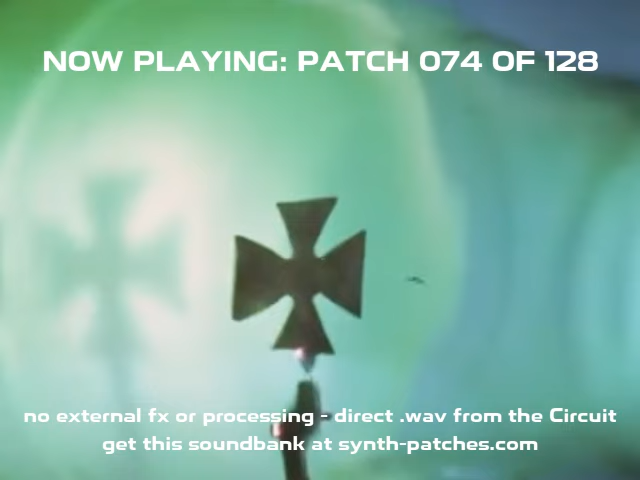 NOW PLAYING: PATCH 074 OF 128
no external fx or processing - direct .wav from the Circuit
get this soundbank at synth-patches.com